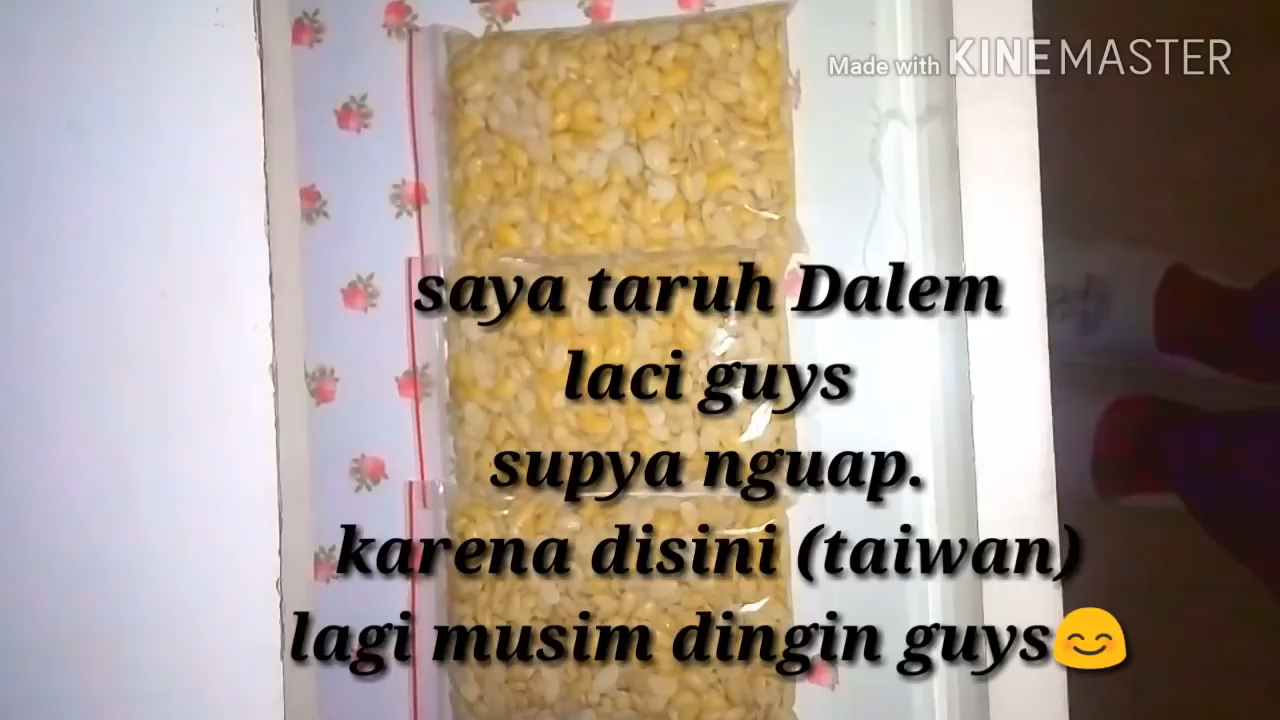 Made with KINEMASTER
saya taruh Dalem
laci guys
supya nguap.
karena disini (taiwan)
lagi musim dingin guys😊